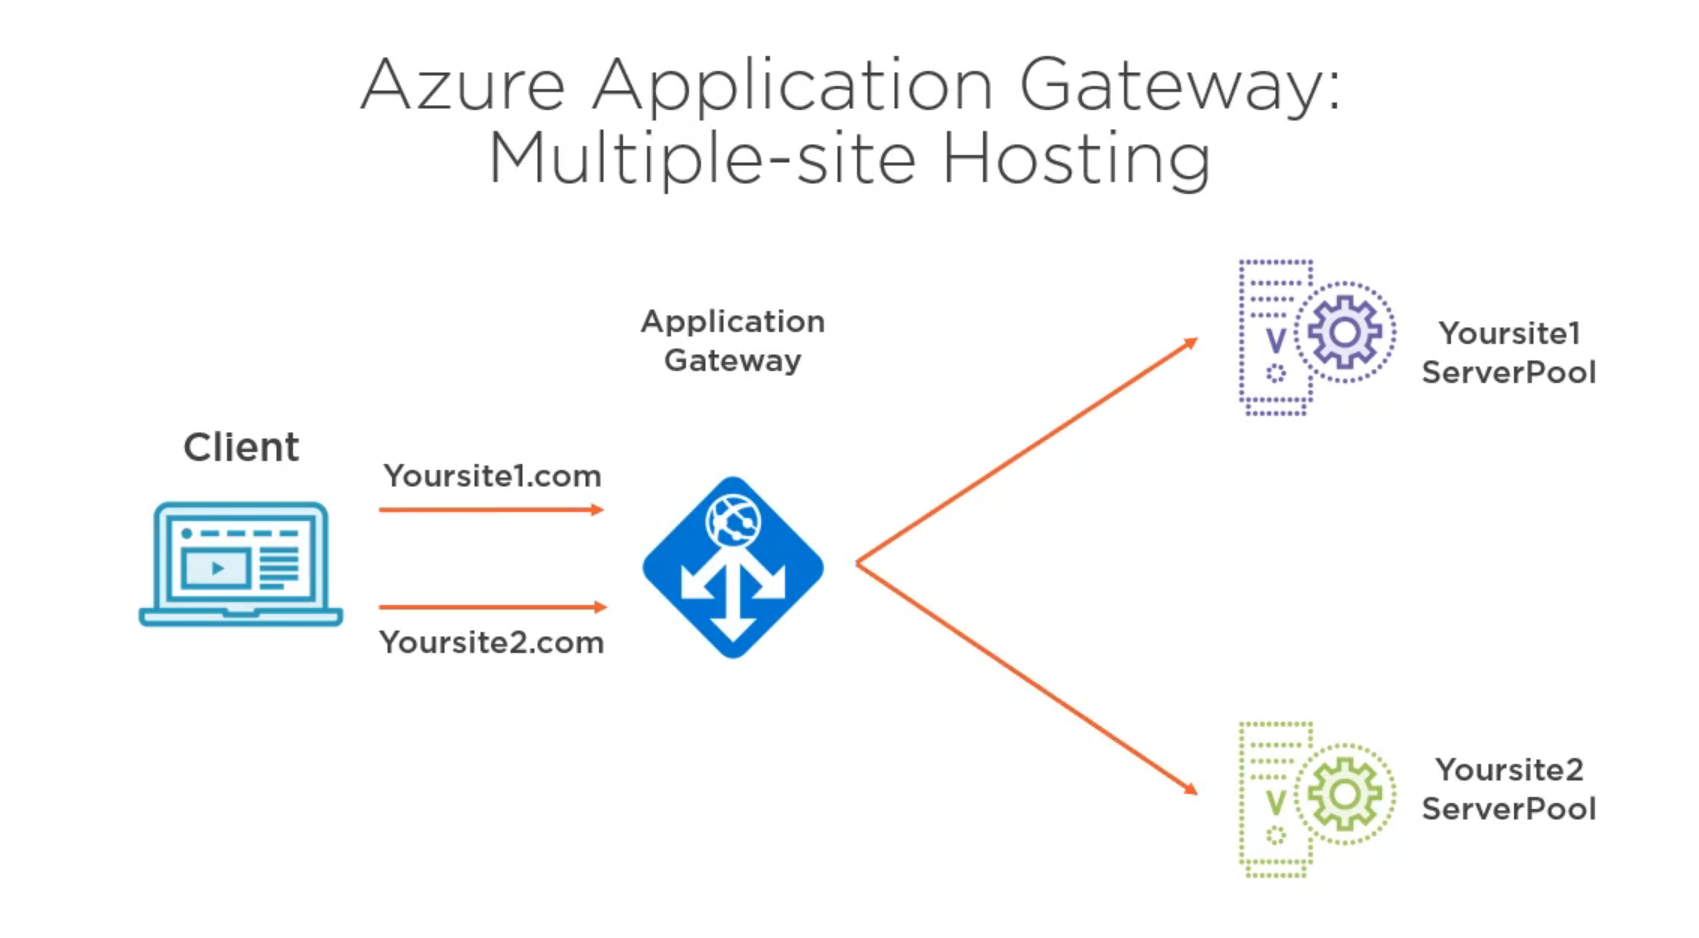 Azure Application Gateway:
Multiple-site Hosting
Application
Gateway
Client
Yoursite1.com
Yoursite2.com
V
Yoursite1
ServerPool
V
Yoursite2
ServerPool